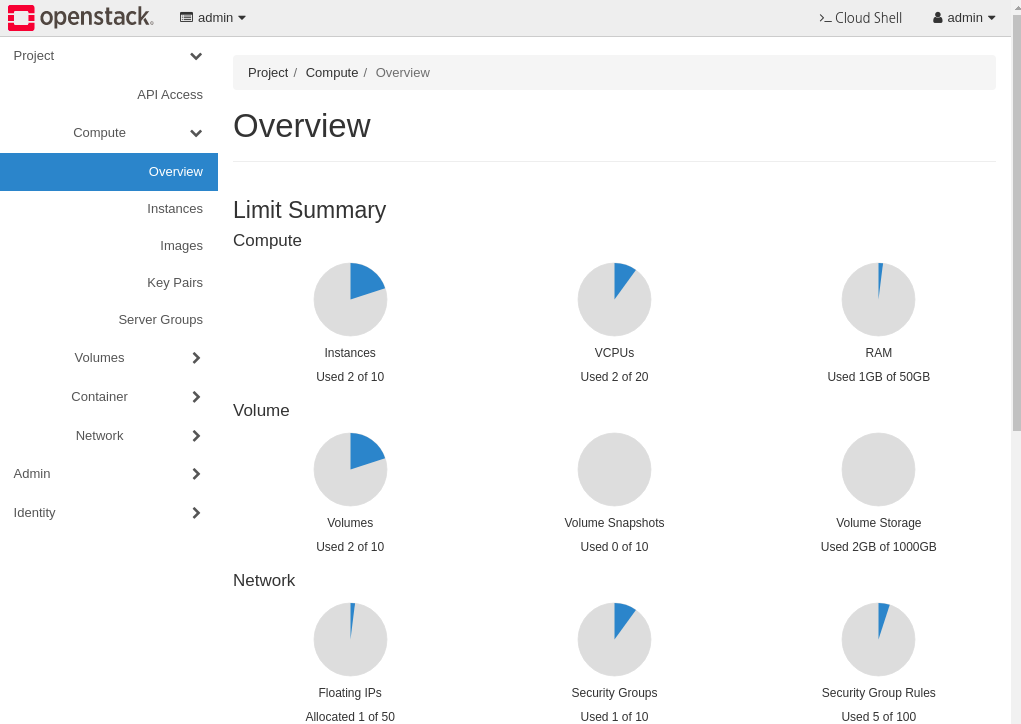 openstack.
admin
Cloud Shell
admin
Project
API Access
Compute
Overview
Instances
Images
Key Pairs
Server Groups
Volumes
Container
Network
Admin
Identity
Project / Compute / Overview
Overview
Limit Summary
Compute
Instances
Used 2 of 10
VCPUs
Used 2 of 20
RAM
Used 1GB of 50GB
Volume
Volumes
Used 2 of 10
Volume Snapshots
Used 0 of 10
Volume Storage
Used 2GB of 1000GB
Network
Floating IPs
Allocated 1 of 50
Security Groups
Used 1 of 10
Security Group Rules
Used 5 of 100